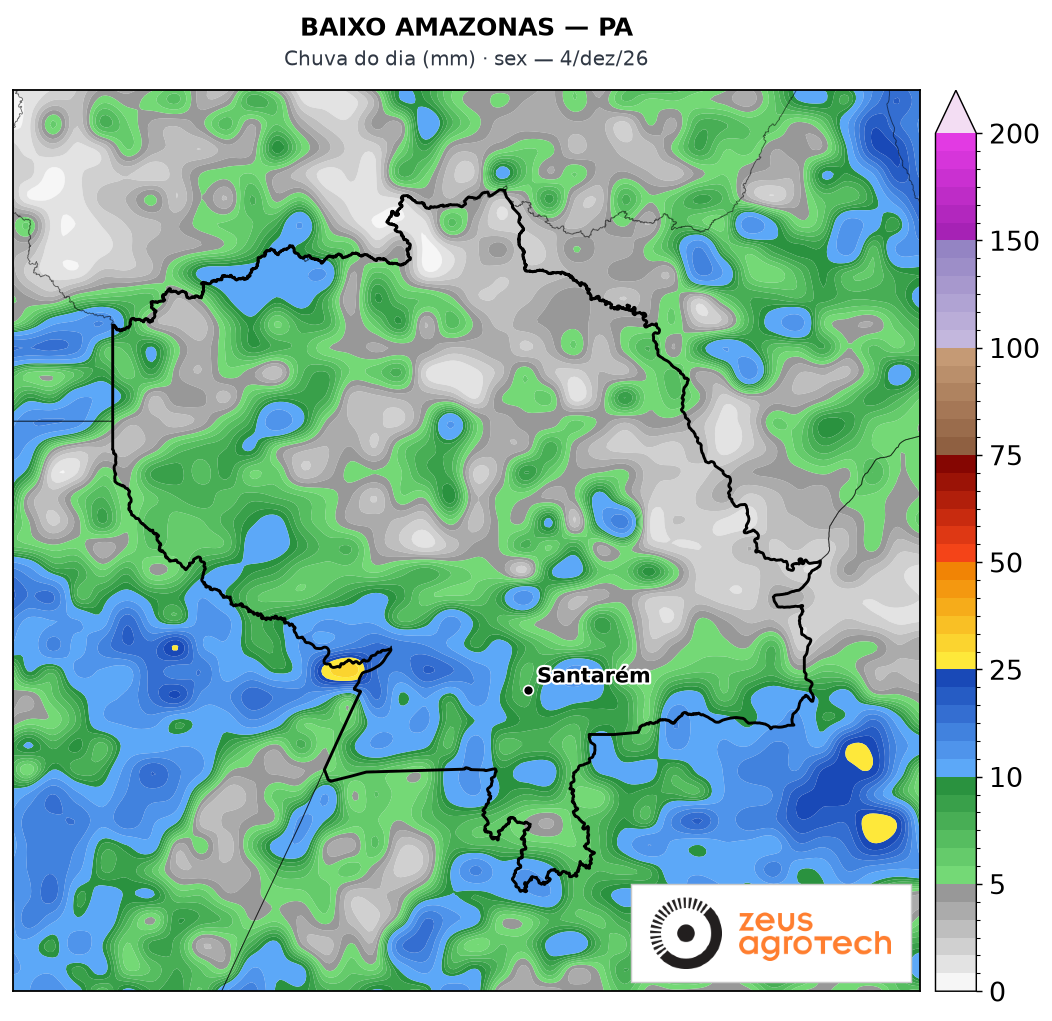 BAIXO AMAZONAS — PA
Chuva do dia (mm) · sex — 4/dez/26
200
150
100
75
50
25
10
5
0
Santarém
zeus
agrotech